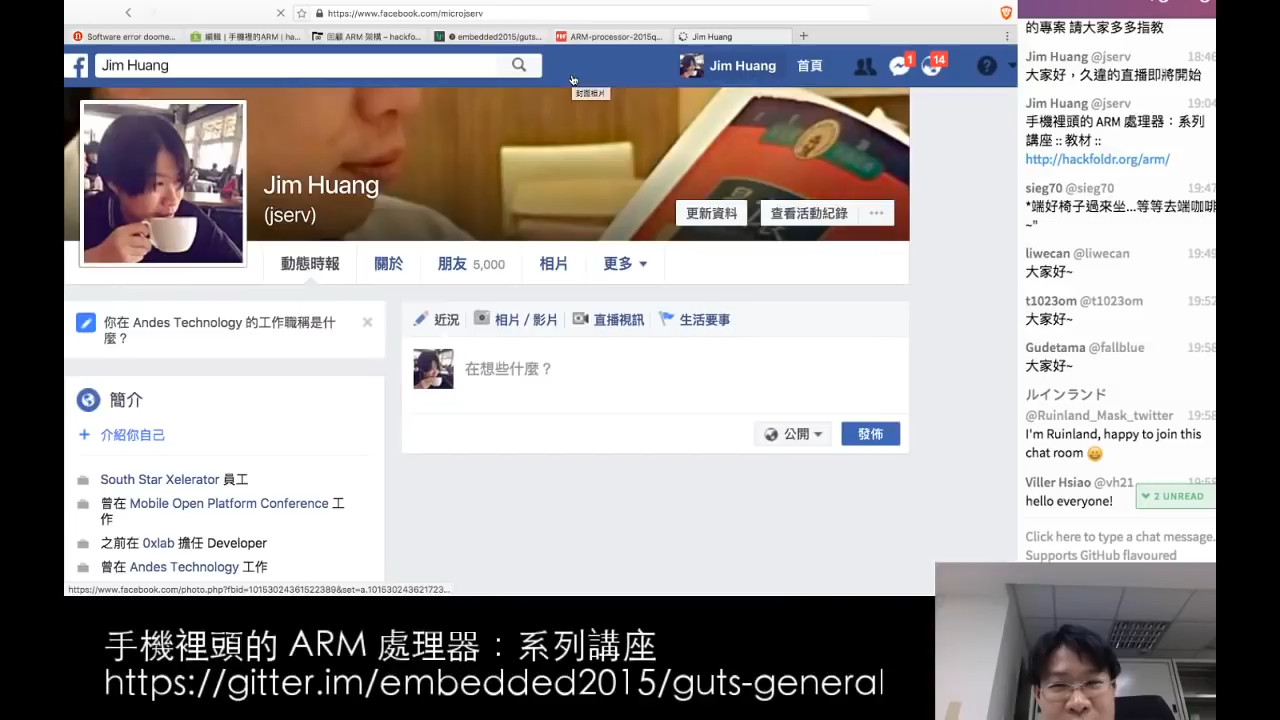 https://www.facebook.com/microjserv
Software error doome...
編輯 | 手機裡的ARM | ha...
回顧 ARM 架構 – hackfo...
embedded2015/guts...
ARM-processor-2015q...
Jim Huang
Jim Huang
Jim Huang
首頁
1
14
封面相片
Jim Huang
(jserv)
更新資料
查看活動紀錄
動態時報
關於
朋友 5,000
相片
更多
你在 Andes Technology 的工作職稱是什
麼？
近況
相片 / 影片
直播視訊
生活要事
在想些什麼？
公開
發佈
簡介
+ 介紹你自己
South Star Xelerator 員工
曾在 Mobile Open Platform Conference 工
作
之前在 0xlab 擔任 Developer
曾在 Andes Technology 工作
https://www.facebook.com/photo.php?fbid=10153024361522389&set=a.101530243621723...
的專案 請大家多多指教
Jim Huang @jserv 18:46
大家好，久違的直播即將開始
Jim Huang @jserv 19:04
手機裡頭的 ARM 處理器：系列
講座 :: 教材 ::
http://hackfoldr.org/arm/
sieg70 @sieg70 19:47
*端好椅子過來坐...等等去端咖啡
~"
liwecan @liwecan 19:49
大家好~
t1023om @t1023om 19:52
大家好~
Gudetama @fallblue 19:58
大家好~
ルインランド
@Ruinland_Mask_twitter 19:58
I'm Ruinland, happy to join this
chat room
Viller Hsiao @vh21
hello everyone!
2 UNREAD
Click here to type a chat message.
Supports GitHub flavoured
手機裡頭的 ARM 處理器：系列講座
https://gitter.im/embedded2015/guts-general